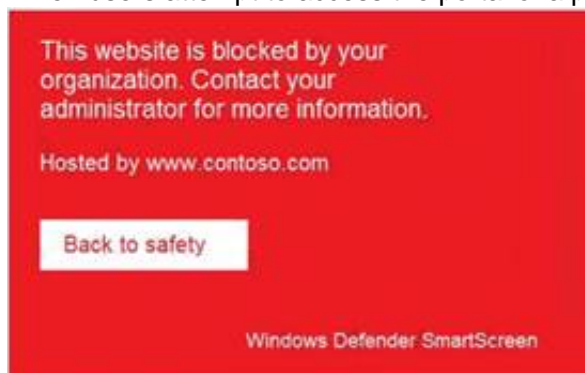 This website is blocked by your
organization. Contact your
administrator for more information.
Hosted by www.contoso.com
Back to safety
Windows Defender SmartScreen